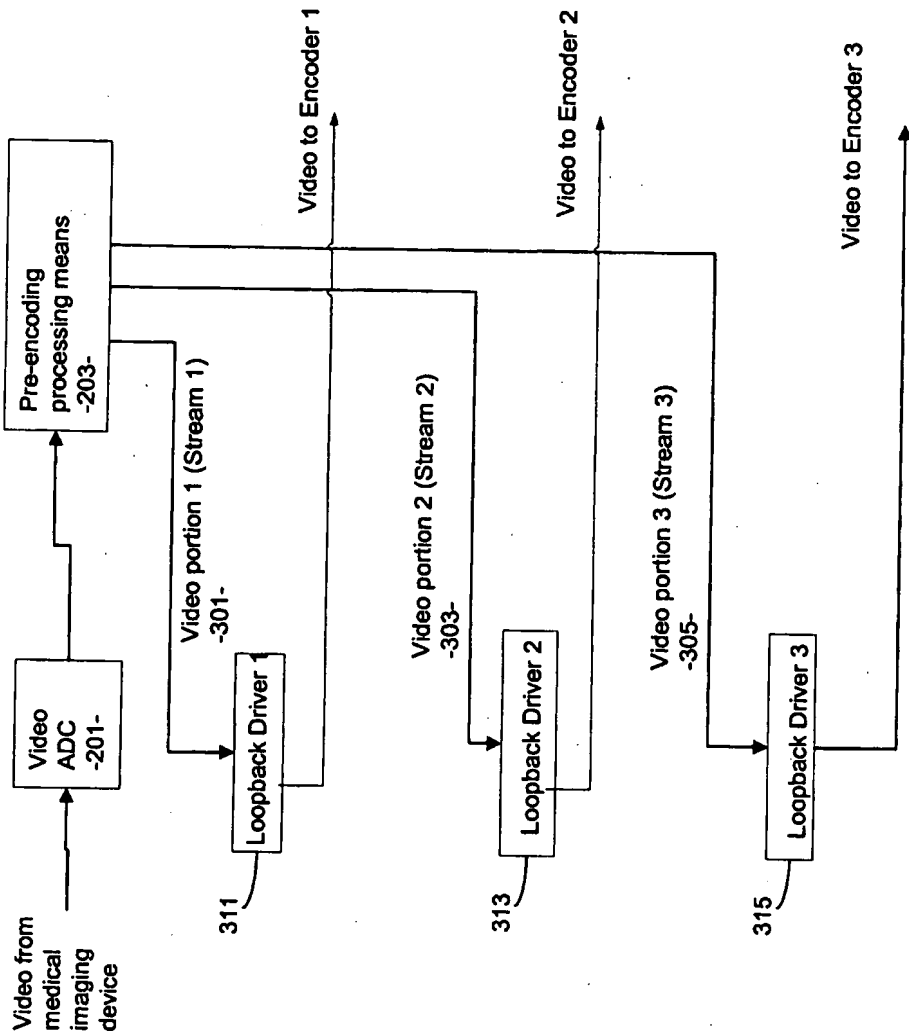 Video from
medical
imaging
device
Video
ADC
-201-
Pre-encoding
processing means
-203-
Video portion 1 (Stream 1)
-301-
311
Loopback Driver 1
Video to Encoder 1
Video portion 2 (Stream 2)
-303-
313
Loopback Driver 2
Video to Encoder 2
Video portion 3 (Stream 3)
-305-
315
Loopback Driver 3
Video to Encoder 3